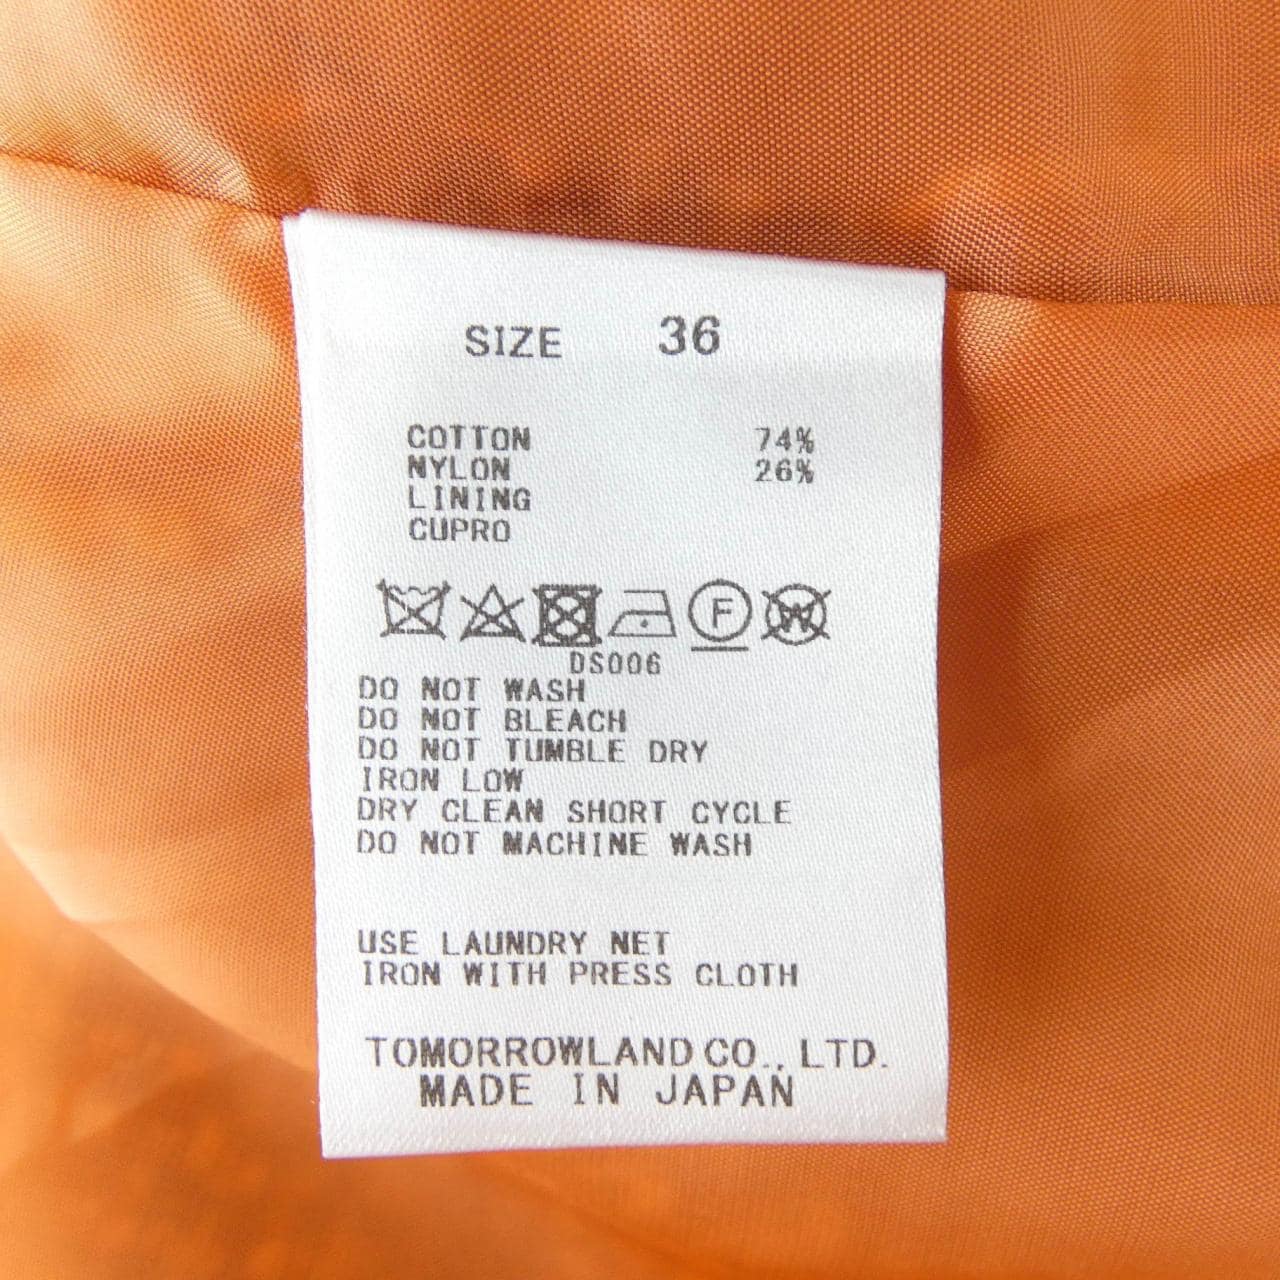 SIZE 36
COTTON 74%
NYLON 26%
LINING
CUPRO
F W
DS006
DO NOT WASH
DO NOT BLEACH
DO NOT TUMBLE DRY
IRON LOW
DRY CLEAN SHORT CYCLE
DO NOT MACHINE WASH
USE LAUNDRY NET
IRON WITH PRESS CLOTH
TOMORROWLAND CO., LTD.
MADE IN JAPAN